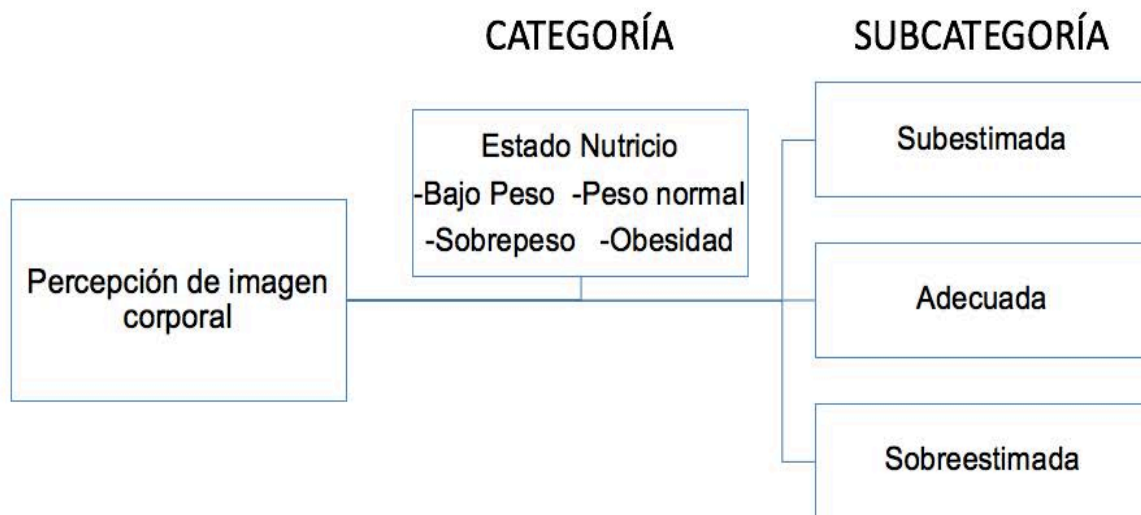 CATEGORÍA
SUBCATEGORÍA
Percepción de imagen
corporal
Estado Nutricio
-Bajo Peso -Peso normal
-Sobrepeso -Obesidad
Subestimada
Adecuada
Sobreestimada